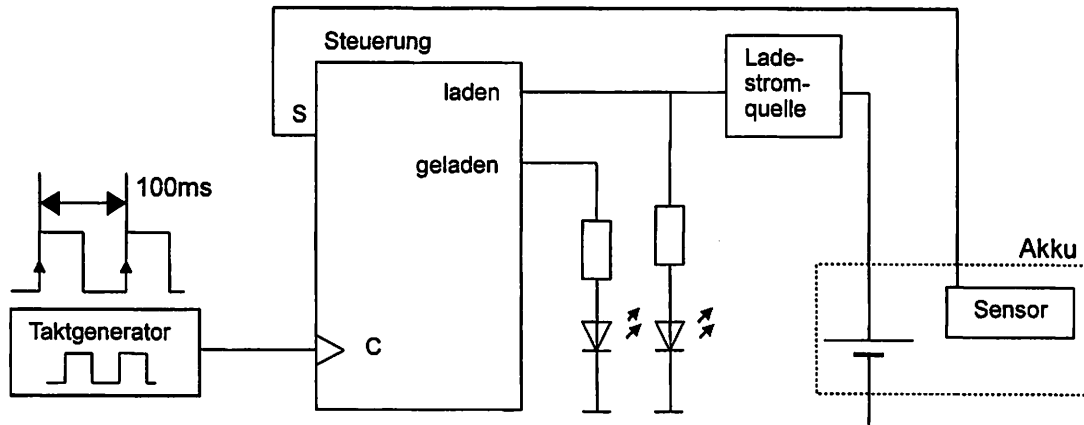 Steuerung
laden
Lade-
strom-
quelle
S
geladen
100ms
Akku
Sensor
Taktgenerator
C